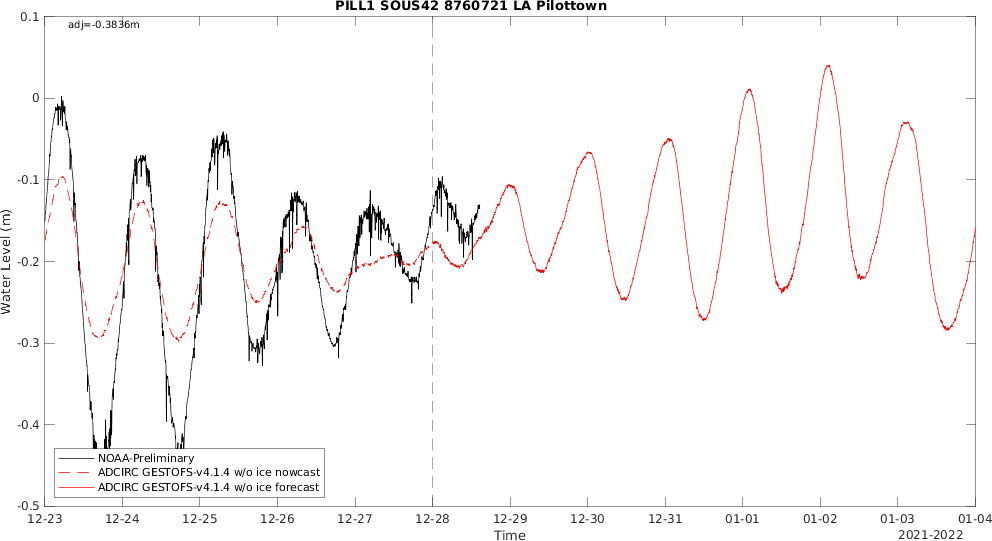 PILL1 SOUS42 8760721 LA Pilottown
adj=-0.3836m
0.1
0
-0.1
-0.2
-0.3
-0.4
-0.5
Water Level (m)
NOAA-Preliminary
ADCIRC GESTOFS-v4.1.4 w/o ice nowcast
ADCIRC GESTOFS-v4.1.4 w/o ice forecast
12-23 12-24 12-25 12-26 12-27 12-28 12-29 12-30 12-31 01-01 01-02 01-03 01-04
Time
2021-2022